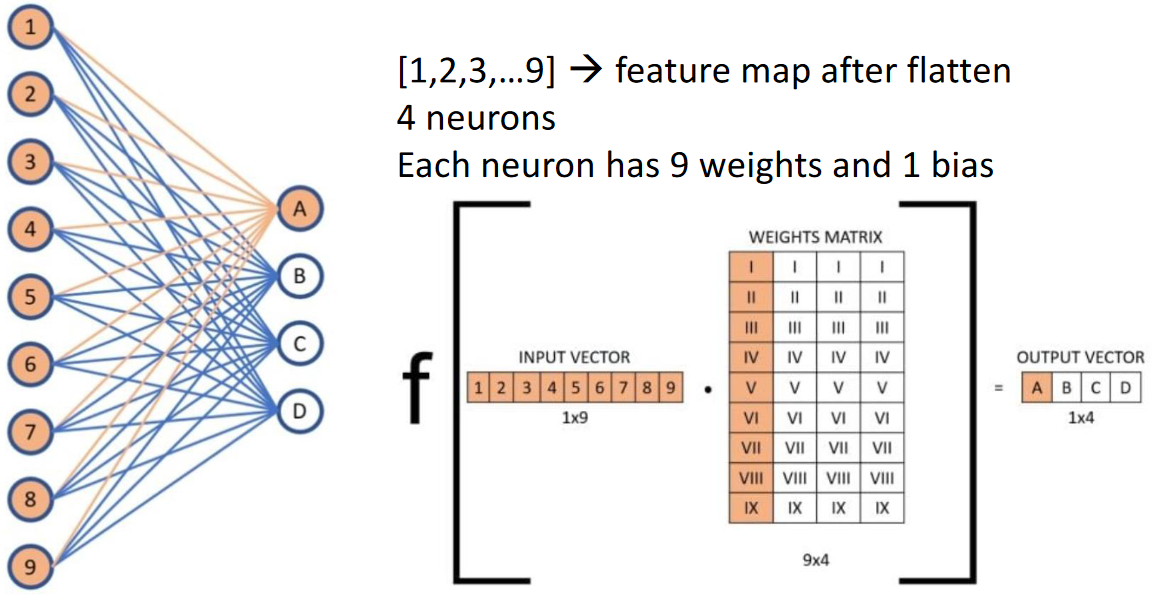 1
2
3
4
5
6
7
8
9
A
B
C
D
[1,2,3,…9] → feature map after flatten
4 neurons
Each neuron has 9 weights and 1 bias
f
INPUT VECTOR
1 2 3 4 5 6 7 8 9
1x9
•
WEIGHTS MATRIX
I I I I
II II II II
III III III III
IV IV IV IV
V V V V
VI VI VI VI
VII VII VII VII
VIII VIII VIII VIII
IX IX IX IX
9x4
=
OUTPUT VECTOR
A B C D
1x4